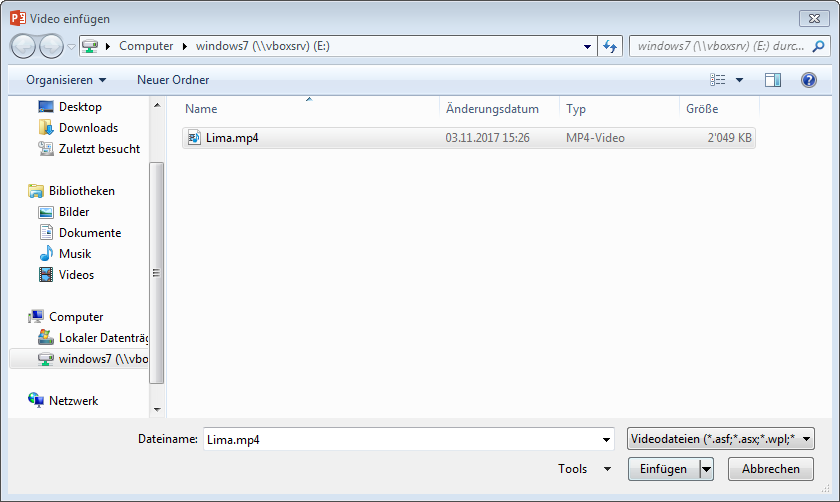 Video einfügen
Computer windows7 (\\vboxsrv) (E:)
windows7 (\\vboxsrv) (E:) durc...
Organisieren Neuer Ordner
Name Änderungsdatum Typ Größe
Lima.mp4 03.11.2017 15:26 MP4-Video 2'049 KB
Desktop
Downloads
Zuletzt besucht
Bibliotheken
Bilder
Dokumente
Musik
Videos
Computer
Lokaler Datenträg
windows7 (\\vbo
Netzwerk
Dateiname: Lima.mp4
Videodateien (*.asf;*.asx;*.wpl;*
Tools Einfügen Abbrechen